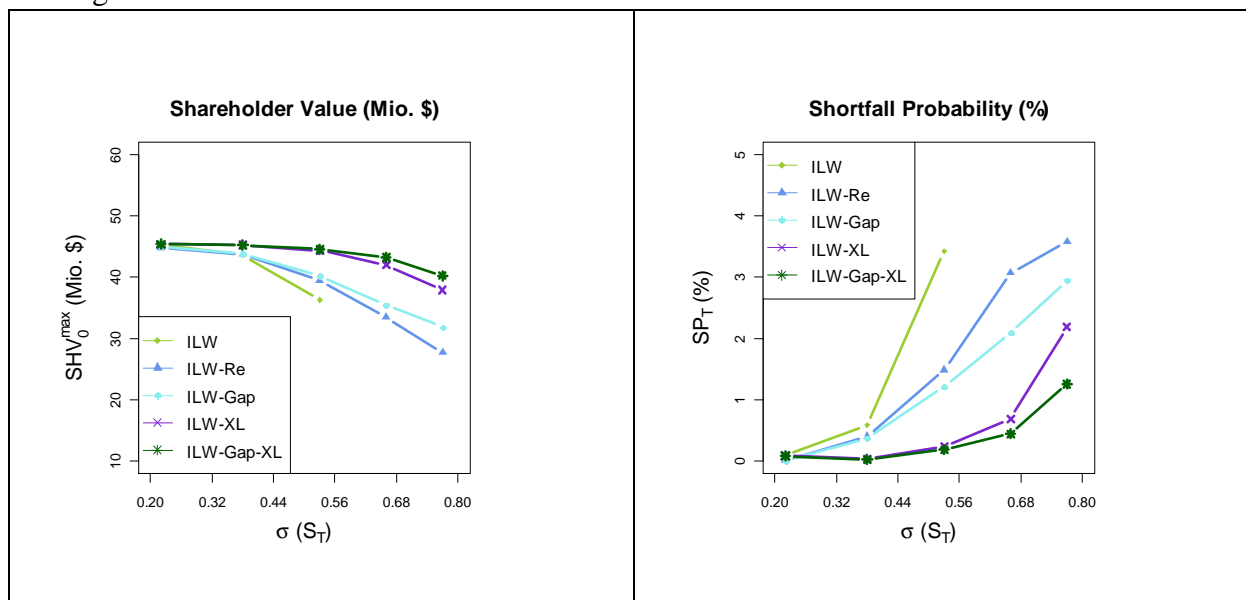 Shareholder Value (Mio. $)
SHV₀ᵐᵃˣ (Mio. $)
60
50
40
30
20
10
ILW
ILW-Re
ILW-Gap
ILW-XL
ILW-Gap-XL
0.20 0.32 0.44 0.56 0.68 0.80
σ (S_T)
Shortfall Probability (%)
SP_T (%)
5
4
3
2
1
0
ILW
ILW-Re
ILW-Gap
ILW-XL
ILW-Gap-XL
0.20 0.32 0.44 0.56 0.68 0.80
σ (S_T)